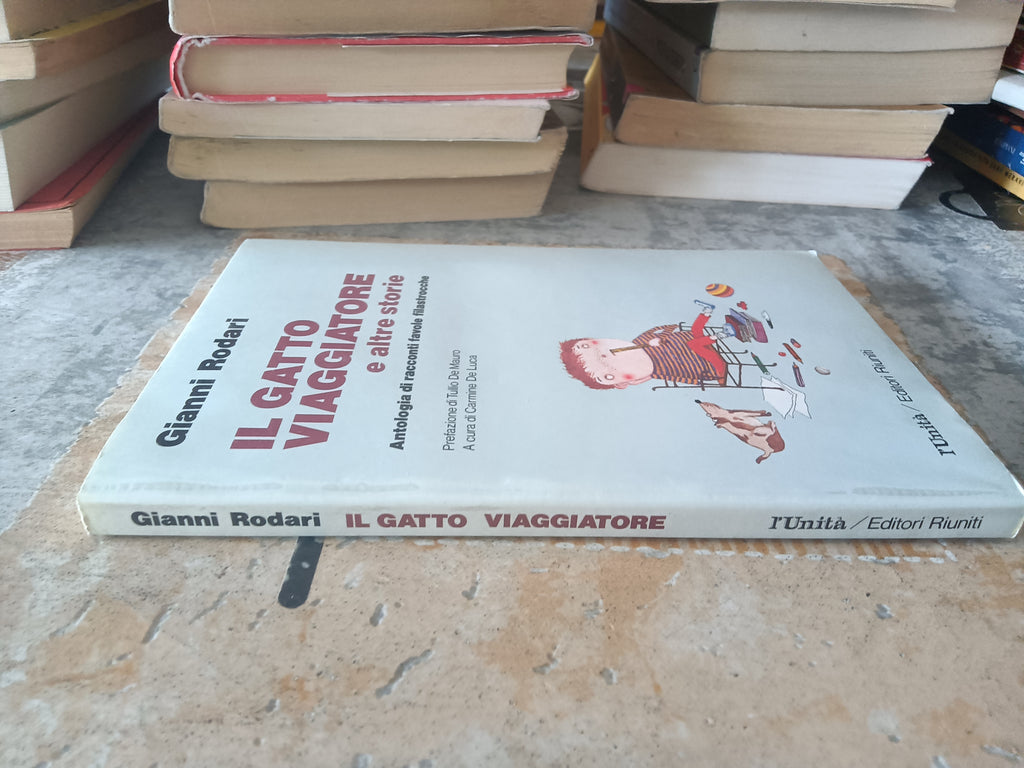 Gianni Rodari
IL GATTO
VIAGGIATORE
e altre storie
Antologia di racconti favole filastrocche
Prefazione di Tullio De Mauro
A cura di Carmine De Luca
l'Unità / Editori Riuniti
Gianni Rodari IL GATTO VIAGGIATORE l'Unità / Editori Riuniti